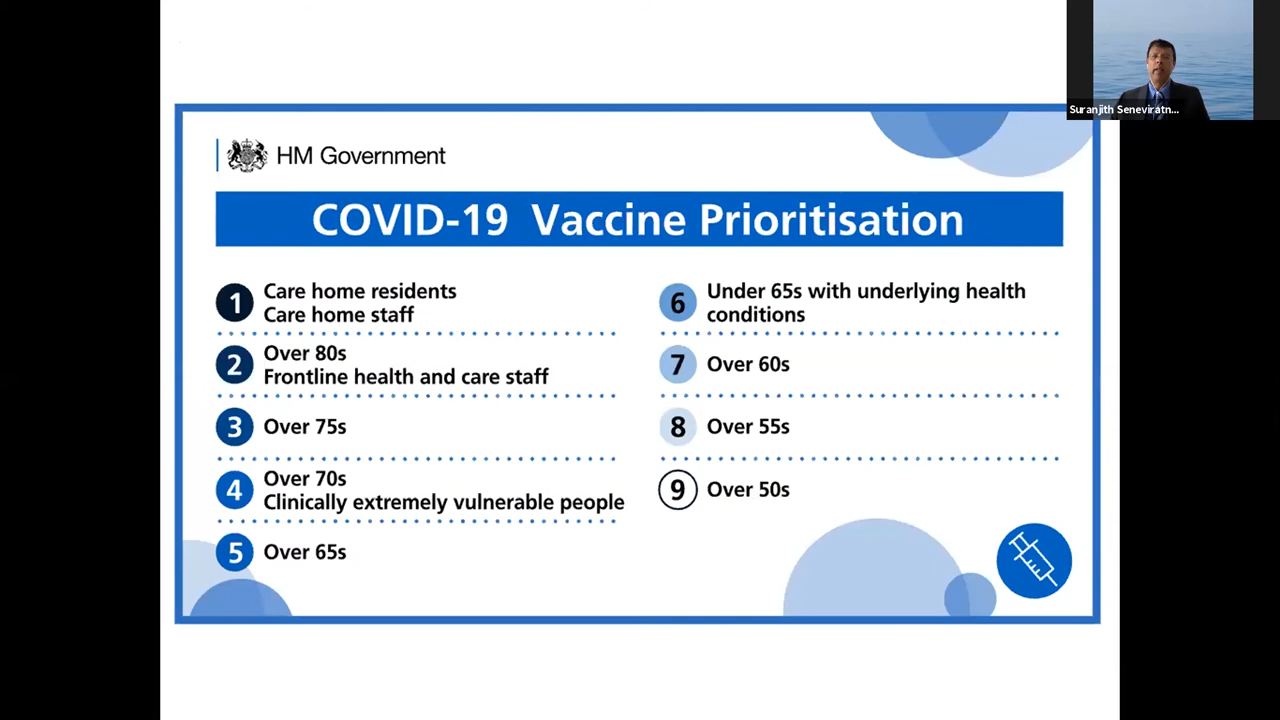 Suranjith Seneviratn...
HM Government
COVID-19 Vaccine Prioritisation
1 Care home residents
Care home staff
2 Over 80s
Frontline health and care staff
3 Over 75s
4 Over 70s
Clinically extremely vulnerable people
5 Over 65s
6 Under 65s with underlying health
conditions
7 Over 60s
8 Over 55s
9 Over 50s